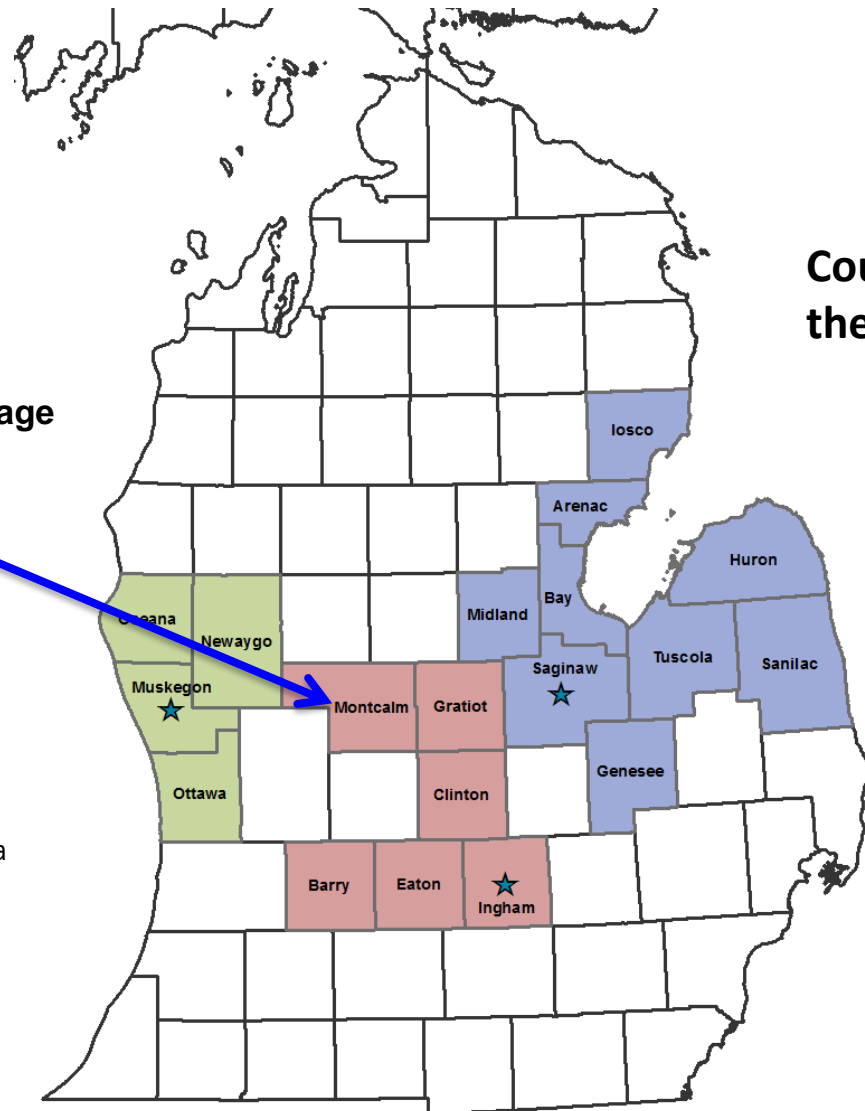 Cou
the
age
Iosco
Arenac
Huron
Bay
Midland
Oceana
Newaygo
Tuscola
Saginaw
Sanilac
Muskegon
Montcalm
Gratiot
Genesee
Ottawa
Clinton
a
Barry
Eaton
Ingham